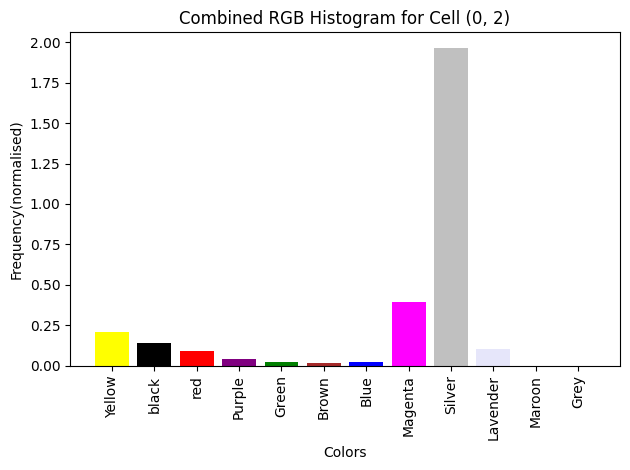 Combined RGB Histogram for Cell (0, 2)
Frequency(normalised)
2.00
1.75
1.50
1.25
1.00
0.75
0.50
0.25
0.00
Yellow
black
red
Purple
Green
Brown
Blue
Magenta
Silver
Lavender
Maroon
Grey
Colors